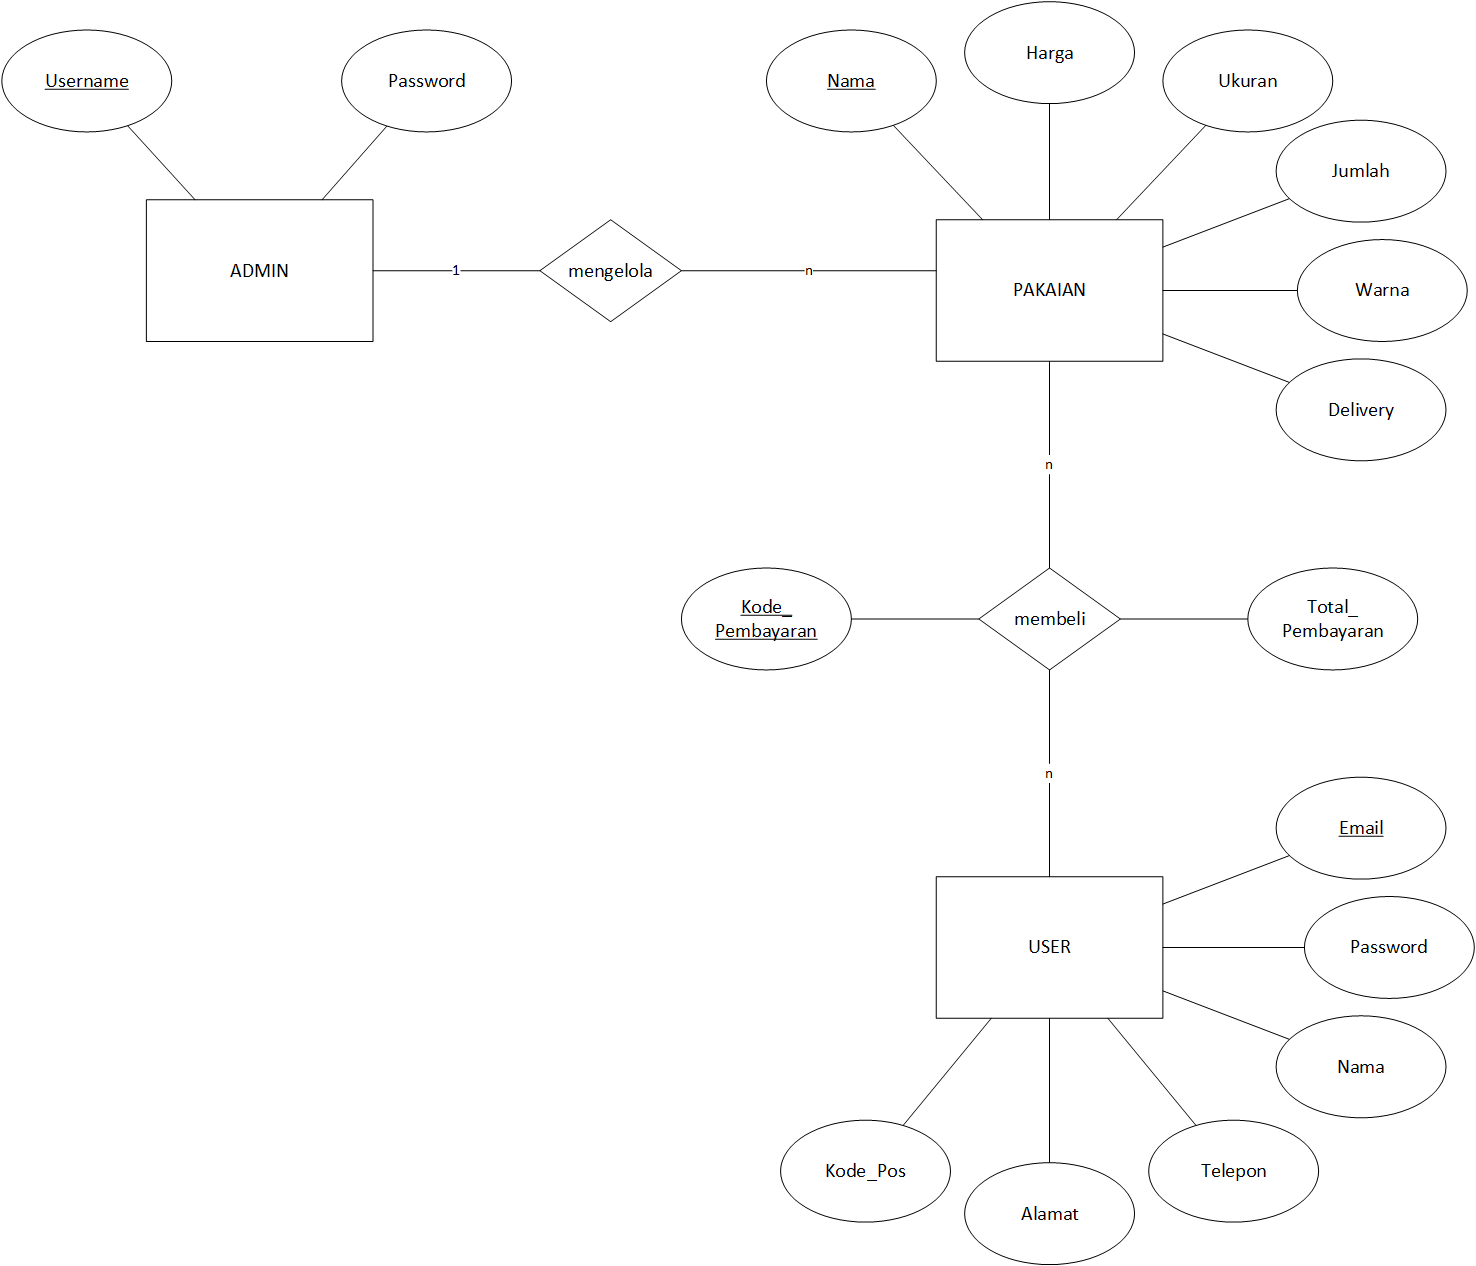 Username
Password
Nama
Harga
Ukuran
Jumlah
ADMIN
1
mengelola
n
PAKAIAN
Warna
Delivery
n
Kode_
Pembayaran
membeli
Total_
Pembayaran
n
Email
USER
Password
Nama
Kode_Pos
Alamat
Telepon